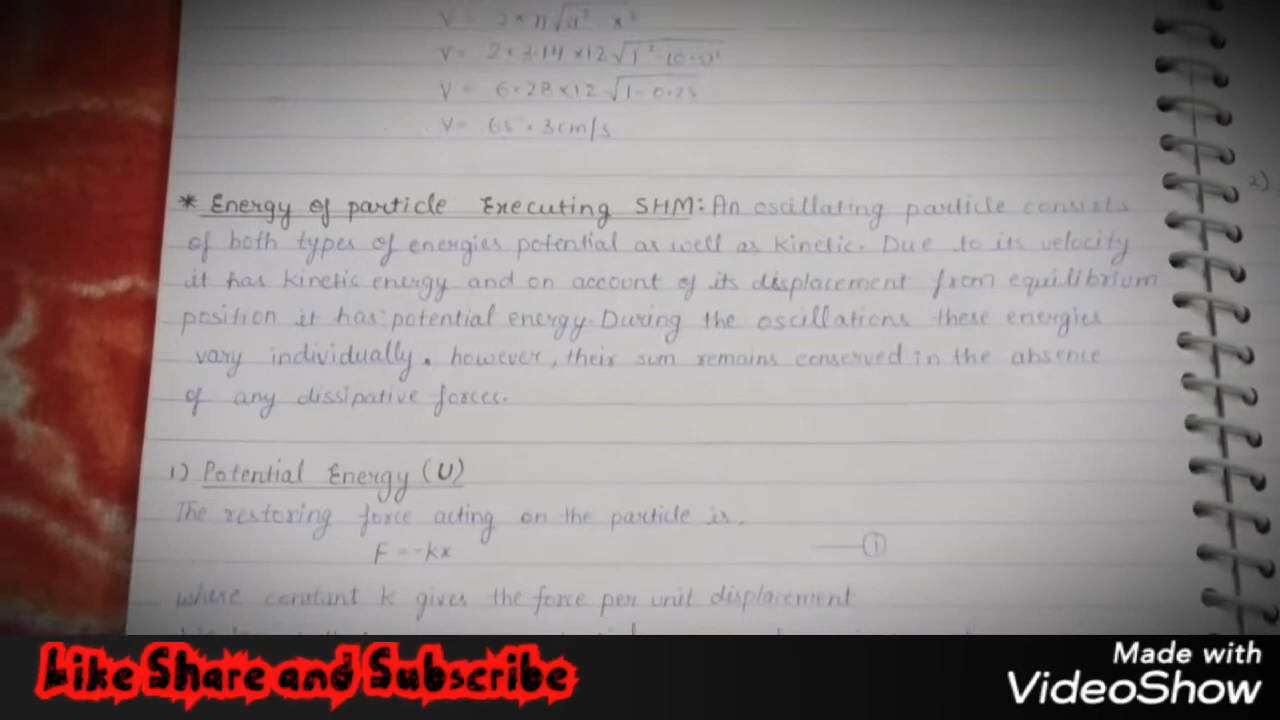 V = 2π n√a² x²
V = 2×3.14×12√1²-(0.5)²
V = 6.28×12√1-0.25
V = 65.3cm/s
2)
* Energy of particle Executing SHM: An oscillating particle consists
of both types of energies potential as well as kinetic. Due to its velocity
it has kinetic energy and on account of its displacement from equilibrium
position it has potential energy. During the oscillations these energies
vary individually. however, their sum remains conserved in the absence
of any dissipative forces.
1) Potential Energy (U)
The restoring force acting on the particle is,
F = -kx ①
where constant k gives the force per unit displacement
Like Share and Subscribe
Made with
VideoShow